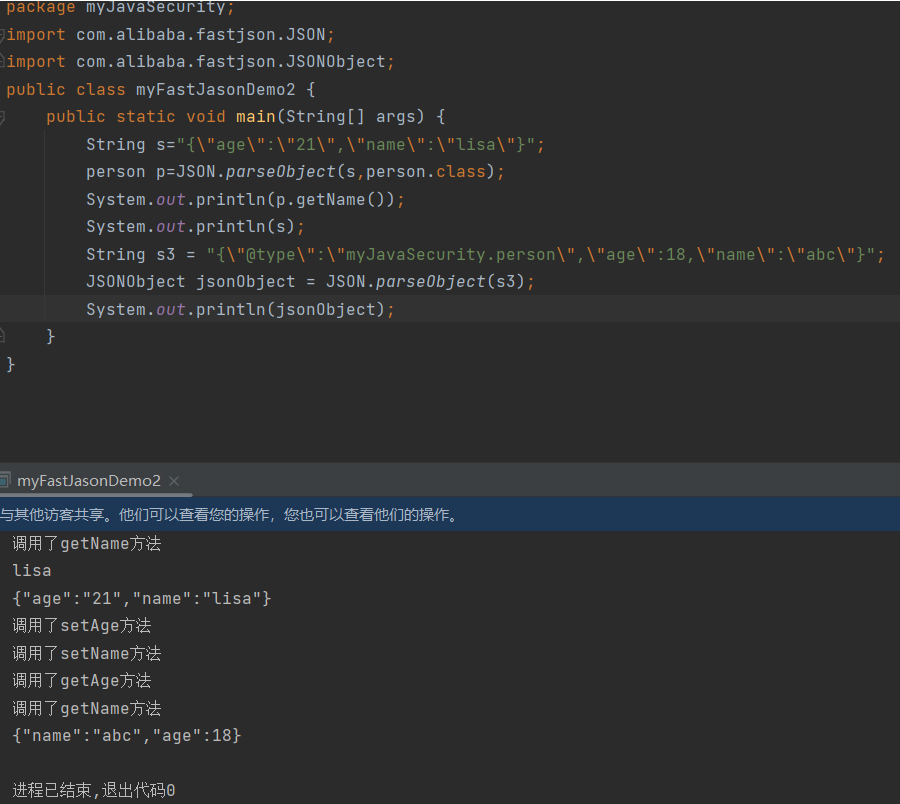 package myJavaSecurity;
import com.alibaba.fastjson.JSON;
import com.alibaba.fastjson.JSONObject;
public class myFastJasonDemo2 {
    public static void main(String[] args) {
        String s="{\"age\":\"21\",\"name\":\"lisa\"}";
        person p=JSON.parseObject(s,person.class);
        System.out.println(p.getName());
        System.out.println(s);
        String s3 = "{\"@type\":\"myJavaSecurity.person\",\"age\":18,\"name\":\"abc\"}";
        JSONObject jsonObject = JSON.parseObject(s3);
        System.out.println(jsonObject);
    }
}
myFastJasonDemo2 ×
与其他访客共享。他们可以查看您的操作，您也可以查看他们的操作。
调用了getName方法
lisa
{"age":"21","name":"lisa"}
调用了setAge方法
调用了setName方法
调用了getAge方法
调用了getName方法
{"name":"abc","age":18}
进程已结束,退出代码0